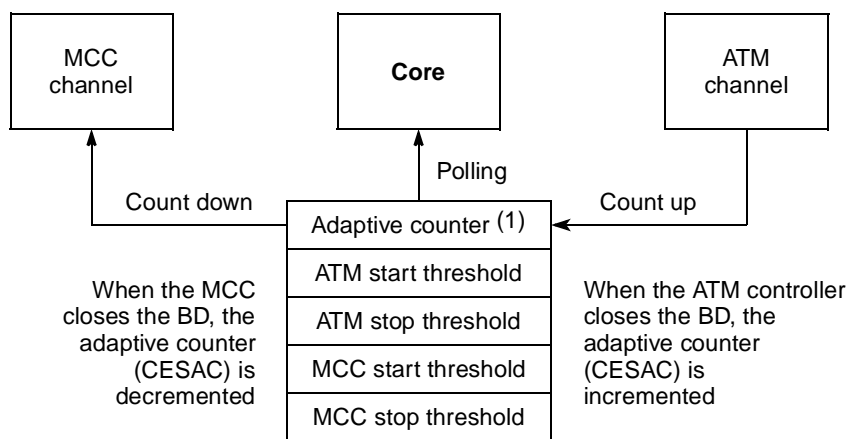 MCC
channel
Core
ATM
channel
Polling
Count down
Count up
Adaptive counter (1)
ATM start threshold
ATM stop threshold
MCC start threshold
MCC stop threshold
When the MCC
closes the BD, the
adaptive counter
(CESAC) is
decremented
When the ATM controller
closes the BD, the
adaptive counter
(CESAC) is
incremented